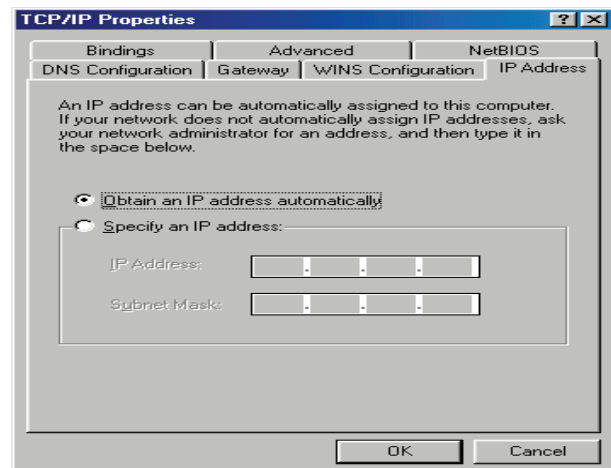 TCP/IP Properties
Bindings Advanced NetBIOS
DNS Configuration Gateway WINS Configuration IP Address
An IP address can be automatically assigned to this computer.
If your network does not automatically assign IP addresses, ask
your network administrator for an address, and then type it in
the space below.
Obtain an IP address automatically
Specify an IP address:
IP Address:
. . .
Subnet Mask:
. . .
OK Cancel